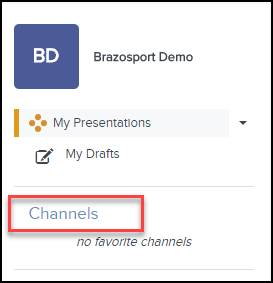 BD
Brazosport Demo
My Presentations
My Drafts
Channels
no favorite channels